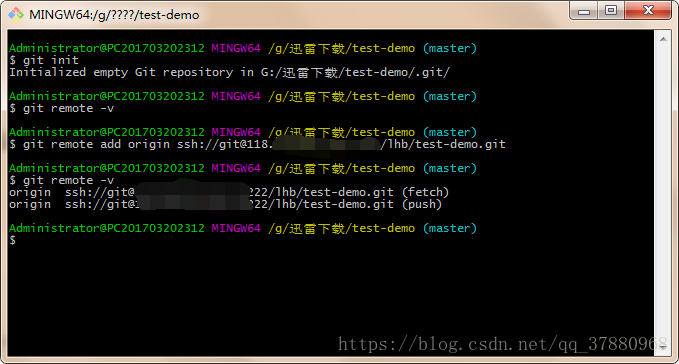 MINGW64:/g/????/test-demo
Administrator@PC201703202312 MINGW64 /g/迅雷下载/test-demo (master)
$ git init
Initialized empty Git repository in G:/迅雷下载/test-demo/.git/
Administrator@PC201703202312 MINGW64 /g/迅雷下载/test-demo (master)
$ git remote -v
Administrator@PC201703202312 MINGW64 /g/迅雷下载/test-demo (master)
$ git remote add origin ssh://git@118. /lhb/test-demo.git
Administrator@PC201703202312 MINGW64 /g/迅雷下载/test-demo (master)
$ git remote -v
origin  ssh://git@ 22/lhb/test-demo.git (fetch)
origin  ssh://git@ 22/lhb/test-demo.git (push)
Administrator@PC201703202312 MINGW64 /g/迅雷下载/test-demo (master)
$
https://blog.csdn.net/qq_37880968